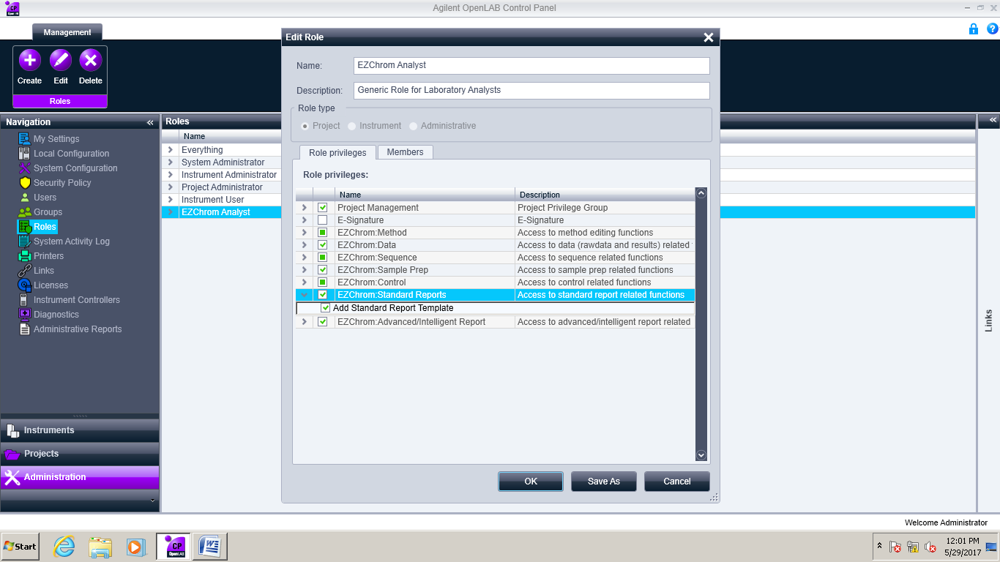 Agilent OpenLAB Control Panel
Management
Create Edit Delete
Roles
Navigation
My Settings
Local Configuration
System Configuration
Security Policy
Users
Groups
Roles
System Activity Log
Printers
Links
Licenses
Instrument Controllers
Diagnostics
Administrative Reports
Instruments
Projects
Administration
Roles
Name
Everything
System Administrator
Instrument Administrator
Project Administrator
Instrument User
EZChrom Analyst
Edit Role
Name: EZChrom Analyst
Description: Generic Role for Laboratory Analysts
Role type
Project Instrument Administrative
Role privileges Members
Role privileges:
Name Description
Project Management Project Privilege Group
E-Signature E-Signature
EZChrom:Method Access to method editing functions
EZChrom:Data Access to data (rawdata and results) related
EZChrom:Sequence Access to sequence related functions
EZChrom:Sample Prep Access to sample prep related functions
EZChrom:Control Access to control related functions
EZChrom:Standard Reports Access to standard report related functions
Add Standard Report Template
EZChrom:Advanced/Intelligent Report Access to advanced/intelligent report related
OK Save As Cancel
Links
Welcome Administrator
Start
CP
OpenLAB
12:01 PM
5/29/2017